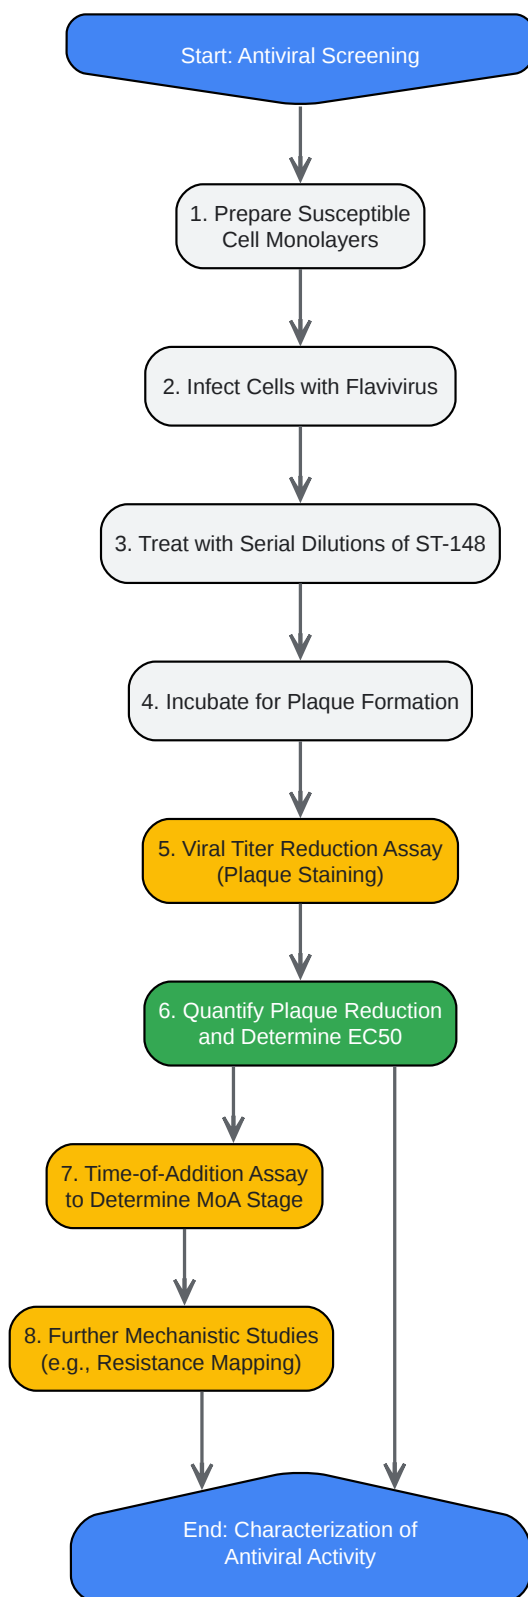 Start: Antiviral Screening
1. Prepare Susceptible
Cell Monolayers
2. Infect Cells with Flavivirus
3. Treat with Serial Dilutions of ST-148
4. Incubate for Plaque Formation
5. Viral Titer Reduction Assay
(Plaque Staining)
6. Quantify Plaque Reduction
and Determine EC50
7. Time-of-Addition Assay
to Determine MoA Stage
8. Further Mechanistic Studies
(e.g., Resistance Mapping)
End: Characterization of
Antiviral Activity